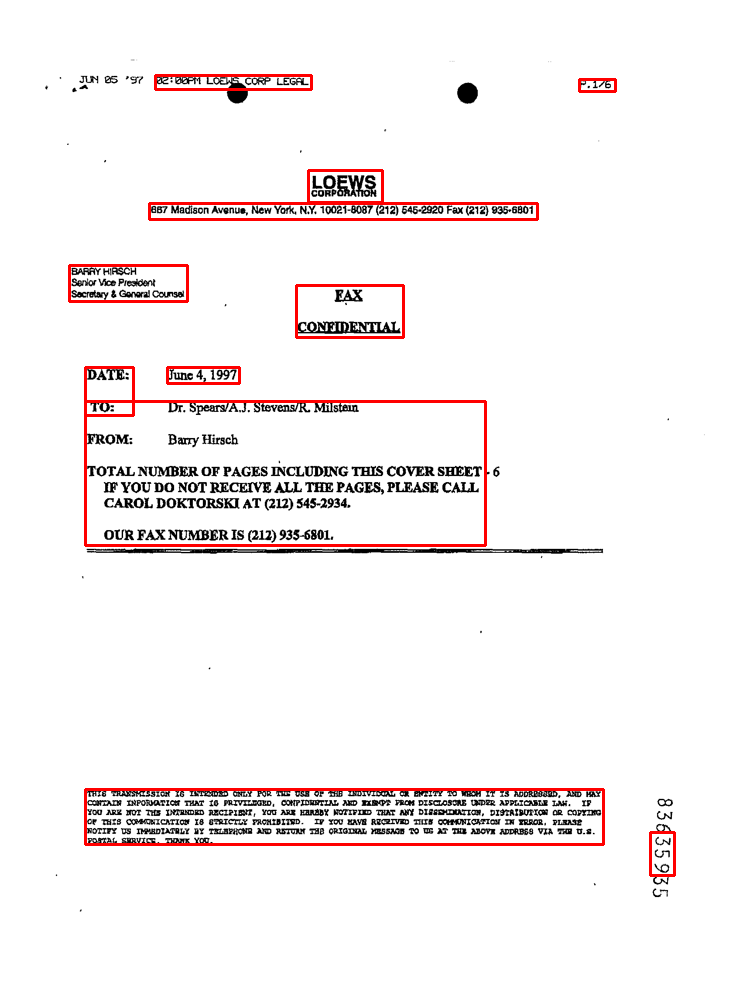 JUN 05 '97 02:00PM LOEWS CORP LEGAL P.1/6
LOEWS
CORPORATION
667 Madison Avenue, New York, N.Y. 10021-8087 (212) 545-2920 Fax (212) 935-6801
BARRY HIRSCH
Senior Vice President
Secretary & General Counsel
FAX
CONFIDENTIAL
DATE: June 4, 1997
TO: Dr. Spears/A.J. Stevens/R. Milstein
FROM: Barry Hirsch
TOTAL NUMBER OF PAGES INCLUDING THIS COVER SHEET - 6
IF YOU DO NOT RECEIVE ALL THE PAGES, PLEASE CALL
CAROL DOKTORSKI AT (212) 545-2934.
OUR FAX NUMBER IS (212) 935-6801.
THIS TRANSMISSION IS INTENDED ONLY FOR THE USE OF THE INDIVIDUAL OR ENTITY TO WHOM IT IS ADDRESSED, AND MAY
CONTAIN INFORMATION THAT IS PRIVILEGED, CONFIDENTIAL AND EXEMPT FROM DISCLOSURE UNDER APPLICABLE LAW. IF
YOU ARE NOT THE INTENDED RECIPIENT, YOU ARE HEREBY NOTIFIED THAT ANY DISSEMINATION, DISTRIBUTION OR COPYING
OF THIS COMMUNICATION IS STRICTLY PROHIBITED. IF YOU HAVE RECEIVED THIS COMMUNICATION IN ERROR, PLEASE
NOTIFY US IMMEDIATELY BY TELEPHONE AND RETURN THE ORIGINAL MESSAGE TO US AT THE ABOVE ADDRESS VIA THE U.S.
POSTAL SERVICE. THANK YOU.
83635935